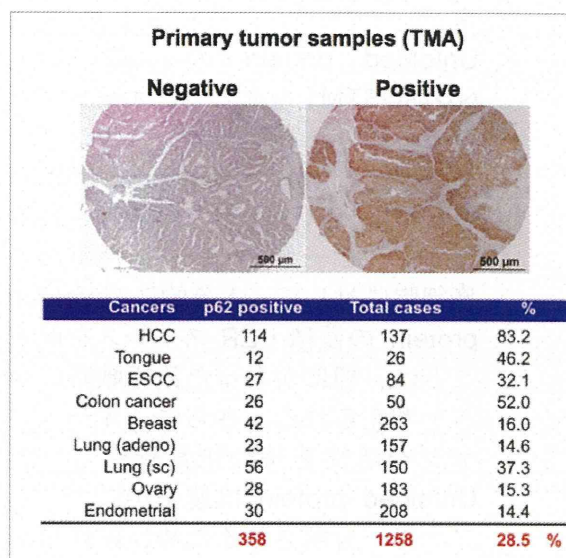 Primary tumor samples (TMA)
Negative Positive
500 µm 500 µm
Cancers p62 positive Total cases %
HCC 114 137 83.2
Tongue 12 26 46.2
ESCC 27 84 32.1
Colon cancer 26 50 52.0
Breast 42 263 16.0
Lung (adeno) 23 157 14.6
Lung (sc) 56 150 37.3
Ovary 28 183 15.3
Endometrial 30 208 14.4
358 1258 28.5 %